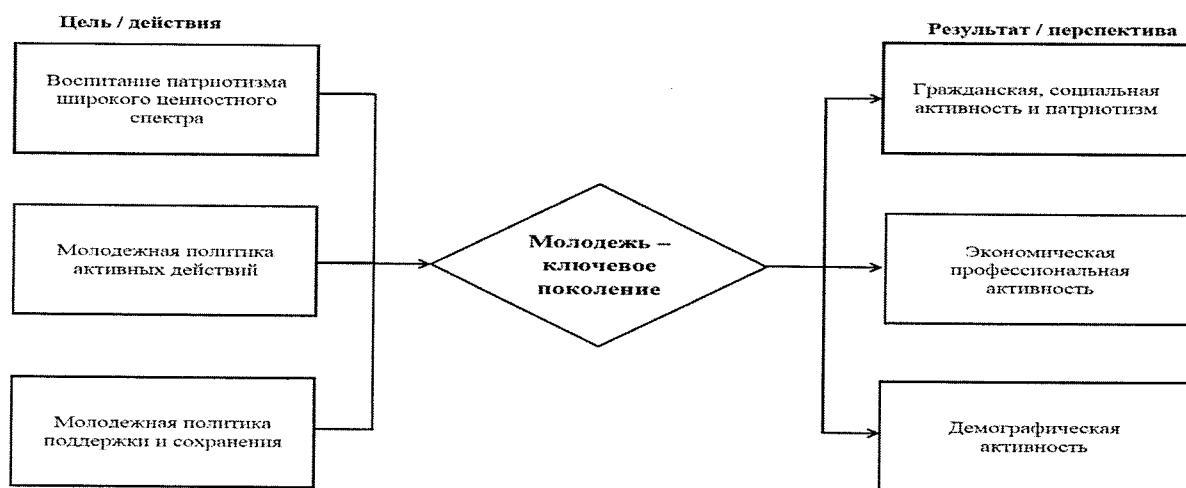 Цель / действия
Воспитание патриотизма
широкого ценностного
спектра
Молодежная политика
активных действий
Молодежная политика
поддержки и сохранения
Молодежь –
ключевое
поколение
Результат / перспектива
Гражданская, социальная
активность и патриотизм
Экономическая
профессиональная
активность
Демографическая
активность